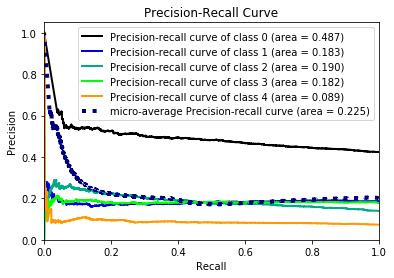 Precision-Recall Curve
Precision-recall curve of class 0 (area = 0.487)
Precision-recall curve of class 1 (area = 0.183)
Precision-recall curve of class 2 (area = 0.190)
Precision-recall curve of class 3 (area = 0.182)
Precision-recall curve of class 4 (area = 0.089)
micro-average Precision-recall curve (area = 0.225)
Precision
1.0
0.8
0.6
0.4
0.2
0.0
0.0 0.2 0.4 0.6 0.8 1.0
Recall